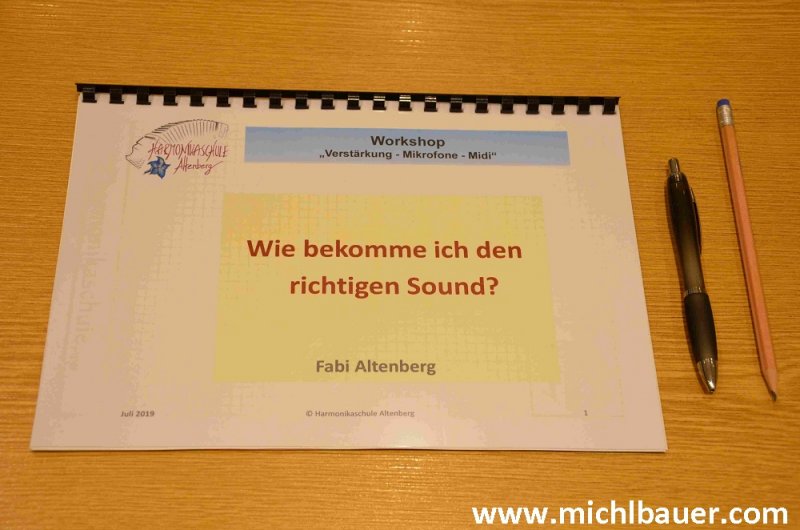 HARMONIKASCHULE
Altenberg
Workshop
„Verstärkung - Mikrofone - Midi“
Wie bekomme ich den
richtigen Sound?
Fabi Altenberg
Juli 2019
© Harmonikaschule Altenberg
1
www.michlbauer.com